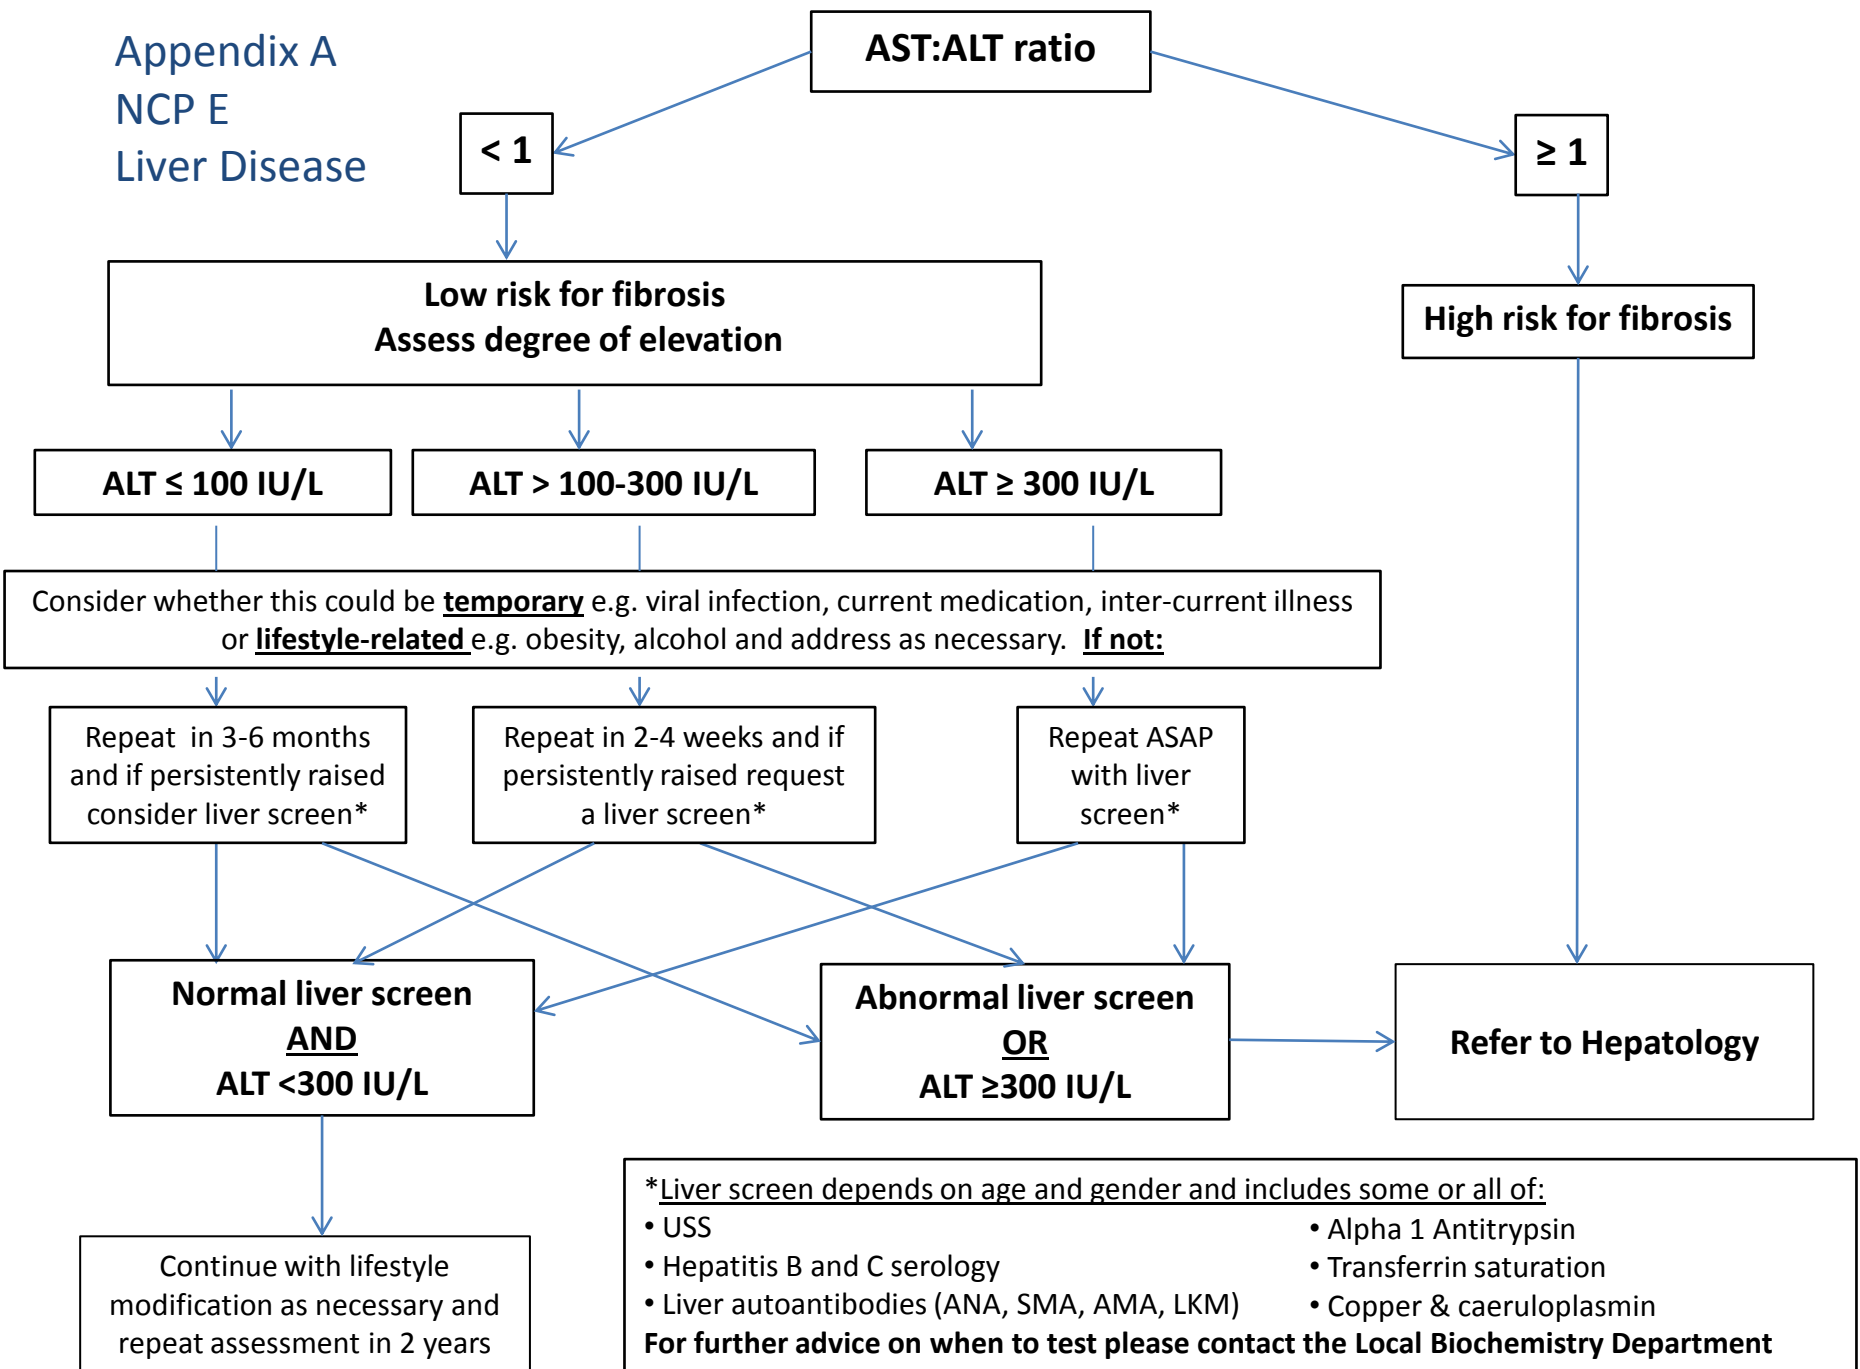 Appendix A
NCP E
Liver Disease
AST:ALT ratio
< 1
≥ 1
Low risk for fibrosis
Assess degree of elevation
High risk for fibrosis
ALT ≤ 100 IU/L
ALT > 100-300 IU/L
ALT ≥ 300 IU/L
Consider whether this could be temporary e.g. viral infection, current medication, inter-current illness
or lifestyle-related e.g. obesity, alcohol and address as necessary. If not:
Repeat in 3-6 months
and if persistently raised
consider liver screen*
Repeat in 2-4 weeks and if
persistently raised request
a liver screen*
Repeat ASAP
with liver
screen*
Normal liver screen
AND
ALT <300 IU/L
Abnormal liver screen
OR
ALT ≥300 IU/L
Refer to Hepatology
Continue with lifestyle
modification as necessary and
repeat assessment in 2 years
*Liver screen depends on age and gender and includes some or all of:
• USS
• Hepatitis B and C serology
• Liver autoantibodies (ANA, SMA, AMA, LKM)
• Alpha 1 Antitrypsin
• Transferrin saturation
• Copper & caeruloplasmin
For further advice on when to test please contact the Local Biochemistry Department